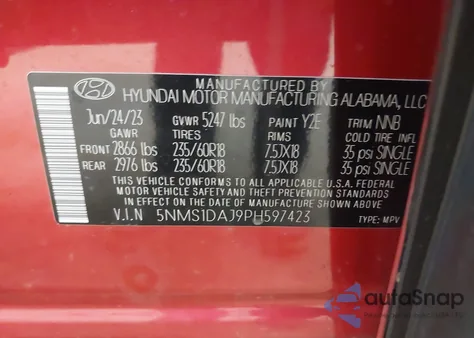 MANUFACTURED BY
HYUNDAI MOTOR MANUFACTURING ALABAMA, LLC
Jun/24/23 GVWR 5247 lbs PAINT Y2E TRIM NNB
GAWR TIRES RIMS COLD TIRE INFL
FRONT 2866 lbs 235/60R18 7.5JX18 35 psi SINGLE
REAR 2976 lbs 235/60R18 7.5JX18 35 psi SINGLE
THIS VEHICLE CONFORMS TO ALL APPLICABLE U.S.A. FEDERAL
MOTOR VEHICLE SAFETY AND THEFT PREVENTION STANDARDS
IN EFFECT ON THE DATE OF MANUFACTURE SHOWN ABOVE.
V.I.N 5NMS1DAJ9PH597423 TYPE: MPV
autoSnap